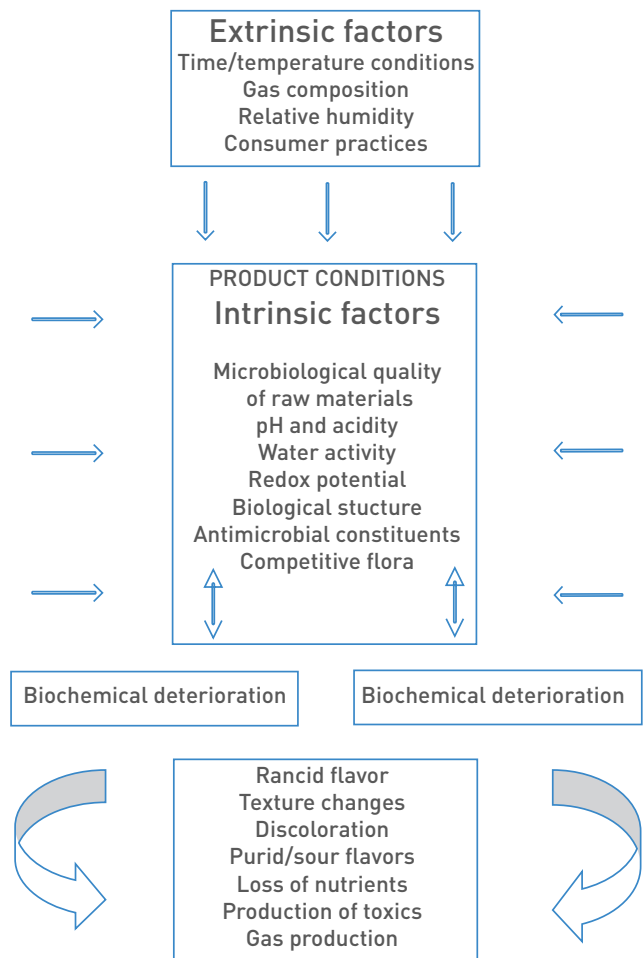 Extrinsic factors
Time/temperature conditions
Gas composition
Relative humidity
Consumer practices
PRODUCT CONDITIONS
Intrinsic factors
Microbiological quality
of raw materials
pH and acidity
Water activity
Redox potential
Biological stucture
Antimicrobial constituents
Competitive flora
Biochemical deterioration
Biochemical deterioration
Rancid flavor
Texture changes
Discoloration
Purid/sour flavors
Loss of nutrients
Production of toxics
Gas production